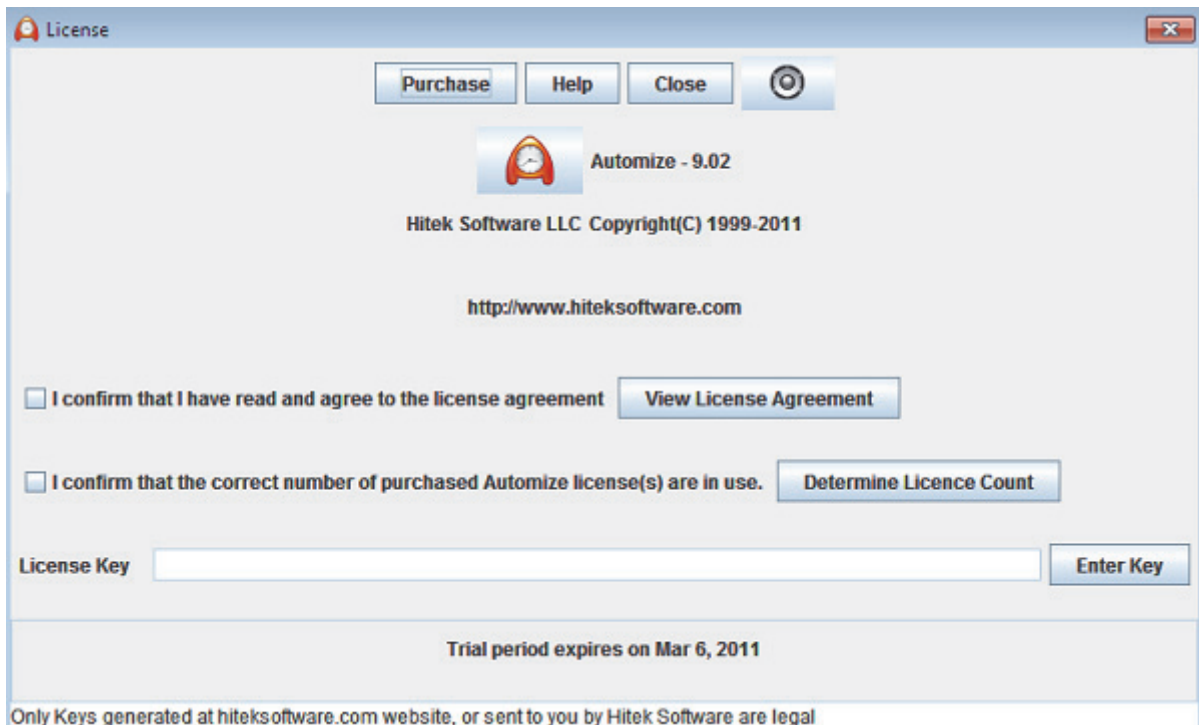 License
Purchase Help Close
Automize - 9.02
Hitek Software LLC Copyright(C) 1999-2011
http://www.hiteksoftware.com
I confirm that I have read and agree to the license agreement View License Agreement
I confirm that the correct number of purchased Automize license(s) are in use. Determine Licence Count
License Key Enter Key
Trial period expires on Mar 6, 2011
Only Keys generated at hiteksoftware.com website, or sent to you by Hitek Software are legal